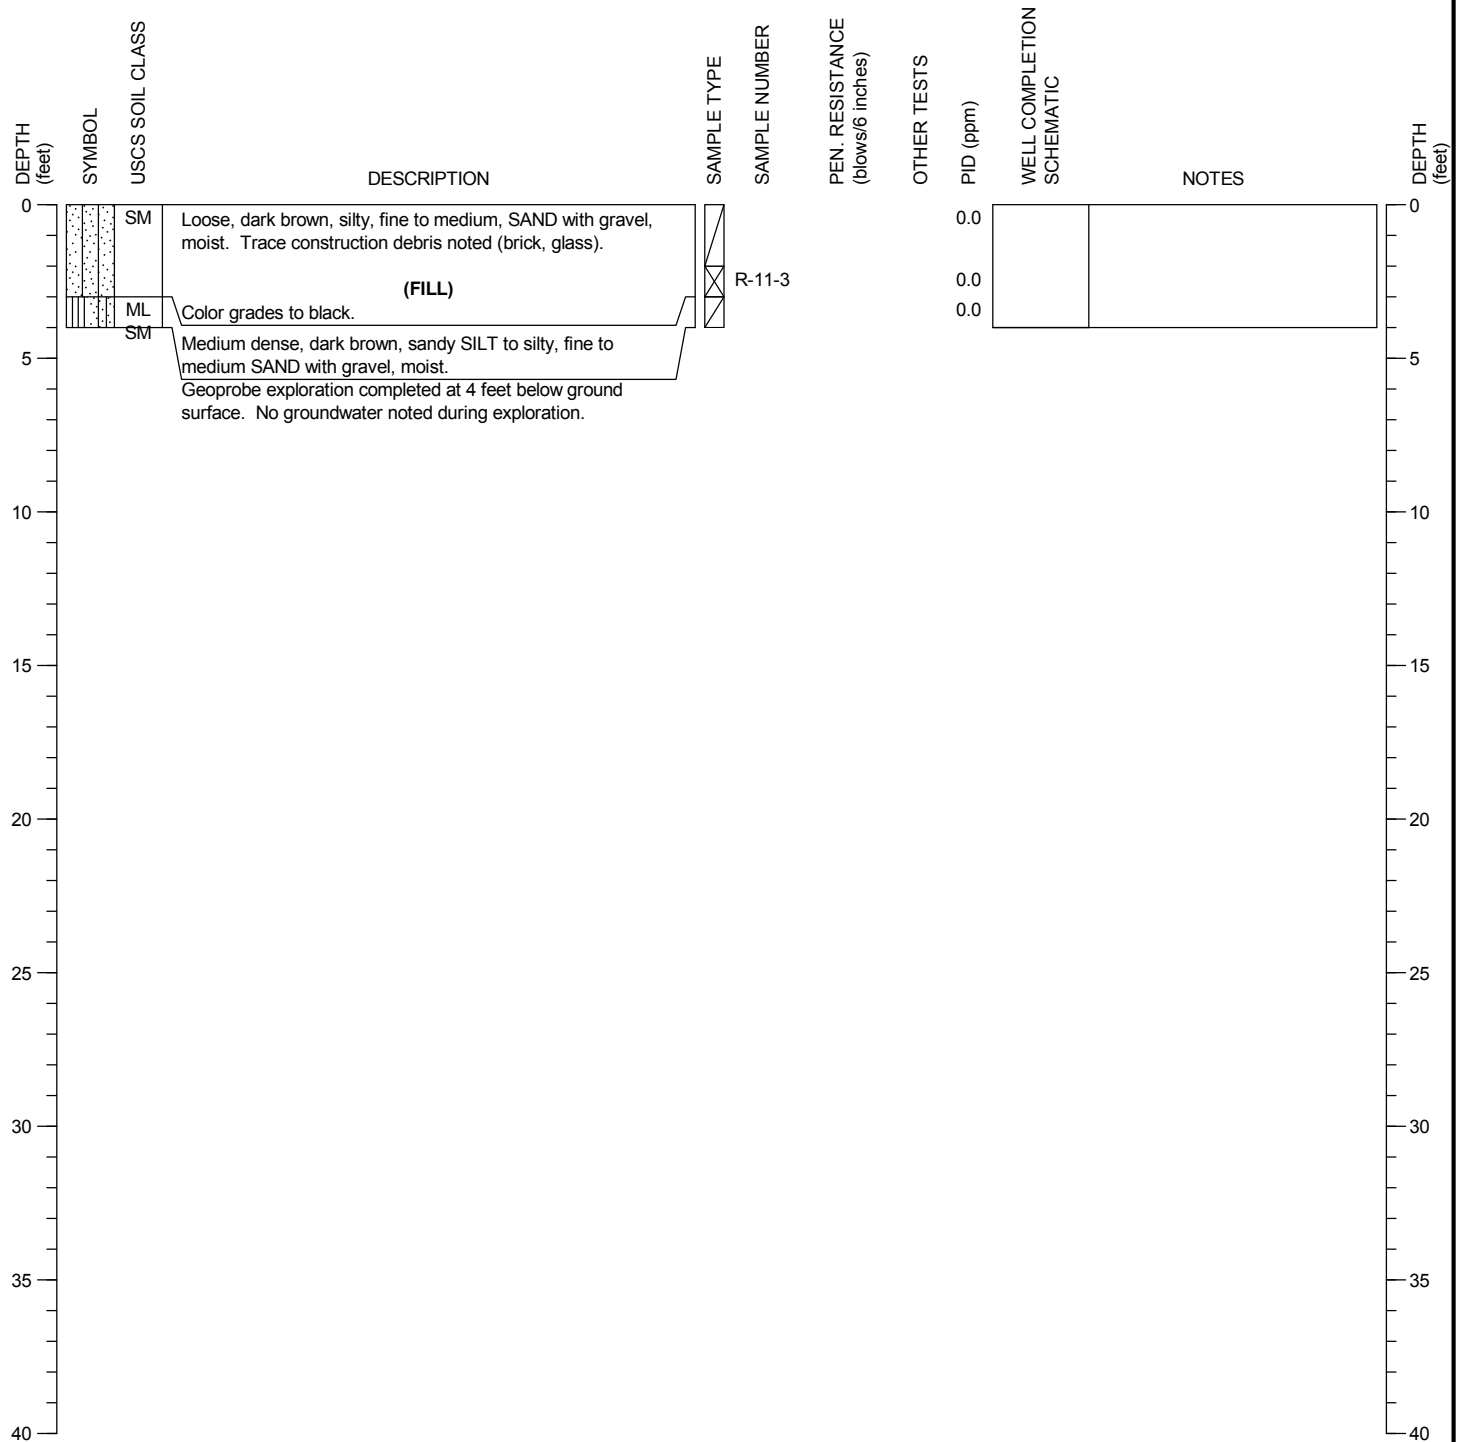 DEPTH
(feet)
SYMBOL
USCS SOIL CLASS
DESCRIPTION
SAMPLE TYPE
SAMPLE NUMBER
PEN. RESISTANCE
(blows/6 inches)
OTHER TESTS
PID (ppm)
WELL COMPLETION
SCHEMATIC
NOTES
DEPTH
(feet)
0
SM
Loose, dark brown, silty, fine to medium, SAND with gravel,
moist. Trace construction debris noted (brick, glass).
(FILL)
0.0
0
R-11-3
0.0
ML
Color grades to black.
0.0
SM
Medium dense, dark brown, sandy SILT to silty, fine to
medium SAND with gravel, moist.
5
5
Geoprobe exploration completed at 4 feet below ground
surface. No groundwater noted during exploration.
10
10
15
15
20
20
25
25
30
30
35
35
40
40